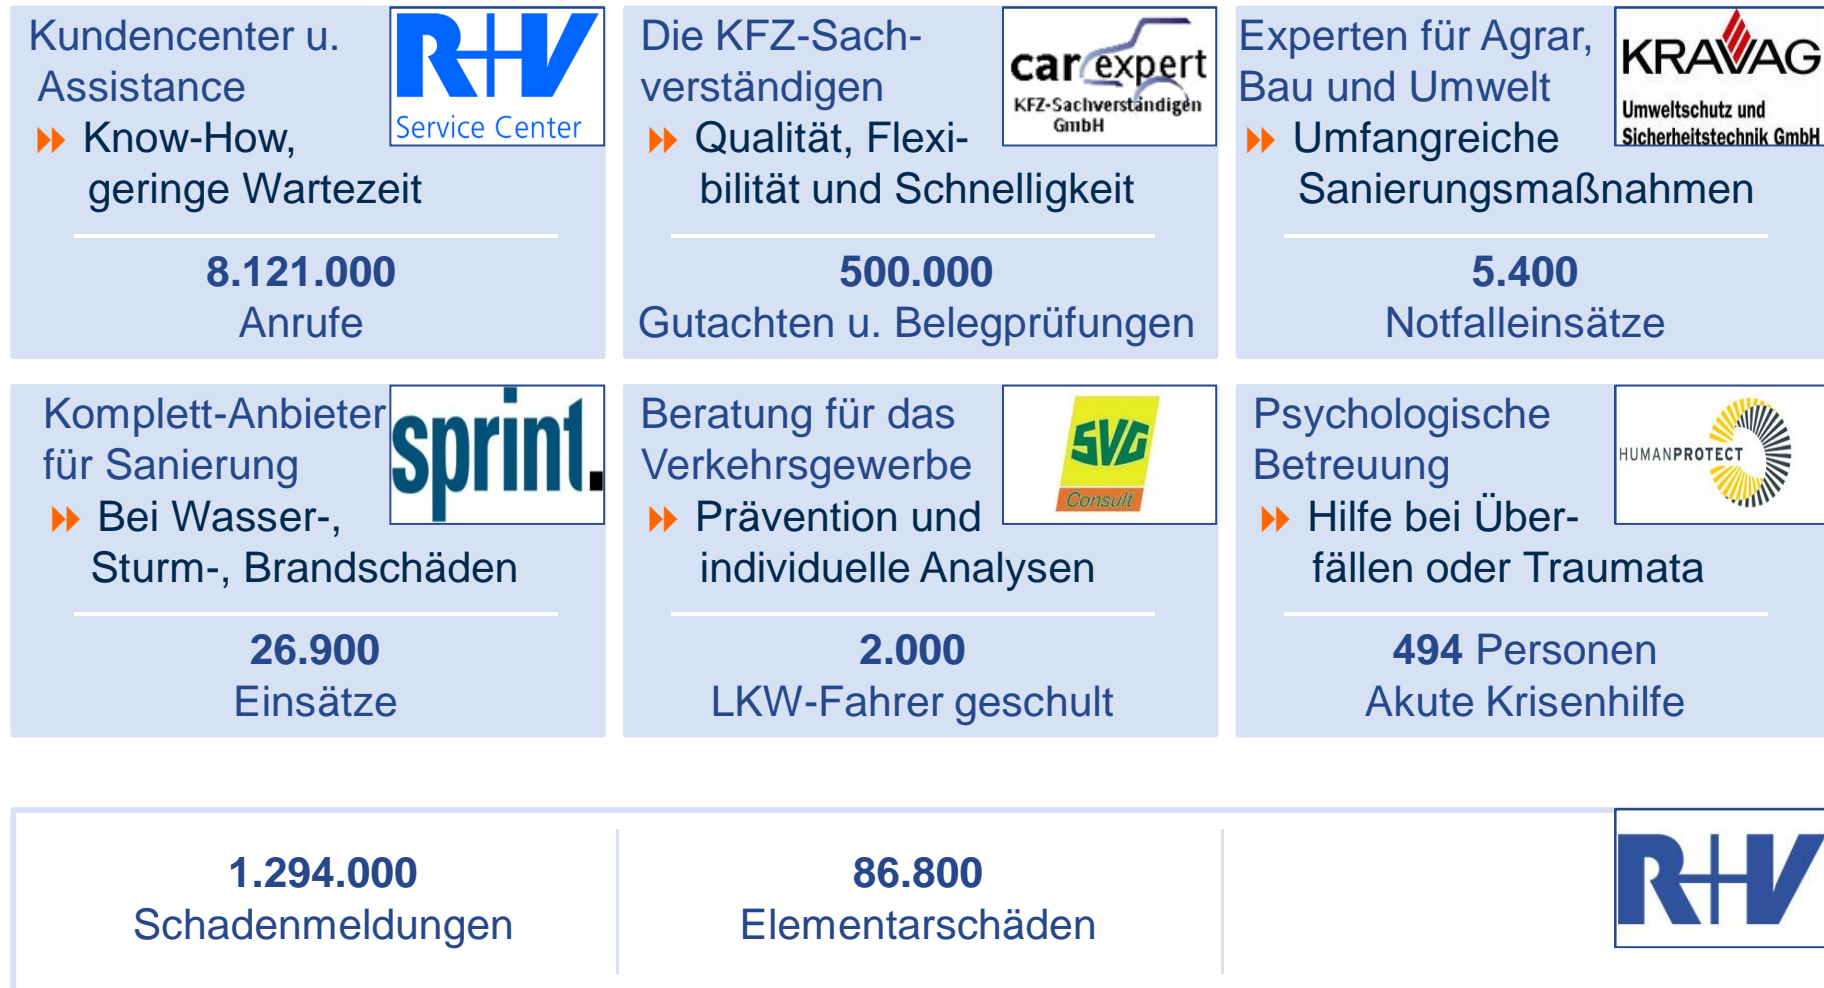 Kundencenter u.
Assistance
R+V
Service Center
Know-How,
geringe Wartezeit
8.121.000
Anrufe
Die KFZ-Sach-
verständigen
car expert
KFZ-Sachverständigen
GmbH
Qualität, Flexi-
bilität und Schnelligkeit
500.000
Gutachten u. Belegprüfungen
Experten für Agrar,
Bau und Umwelt
KRAVAG
Umweltschutz und
Sicherheitstechnik GmbH
Umfangreiche
Sanierungsmaßnahmen
5.400
Notfalleinsätze
Komplett-Anbieter
für Sanierung
sprint.
Bei Wasser-,
Sturm-, Brandschäden
26.900
Einsätze
Beratung für das
Verkehrsgewerbe
SVG
Consult
Prävention und
individuelle Analysen
2.000
LKW-Fahrer geschult
Psychologische
Betreuung
HUMANPROTECT
Hilfe bei Über-
fällen oder Traumata
494 Personen
Akute Krisenhilfe
1.294.000
Schadenmeldungen
86.800
Elementarschäden
R+V